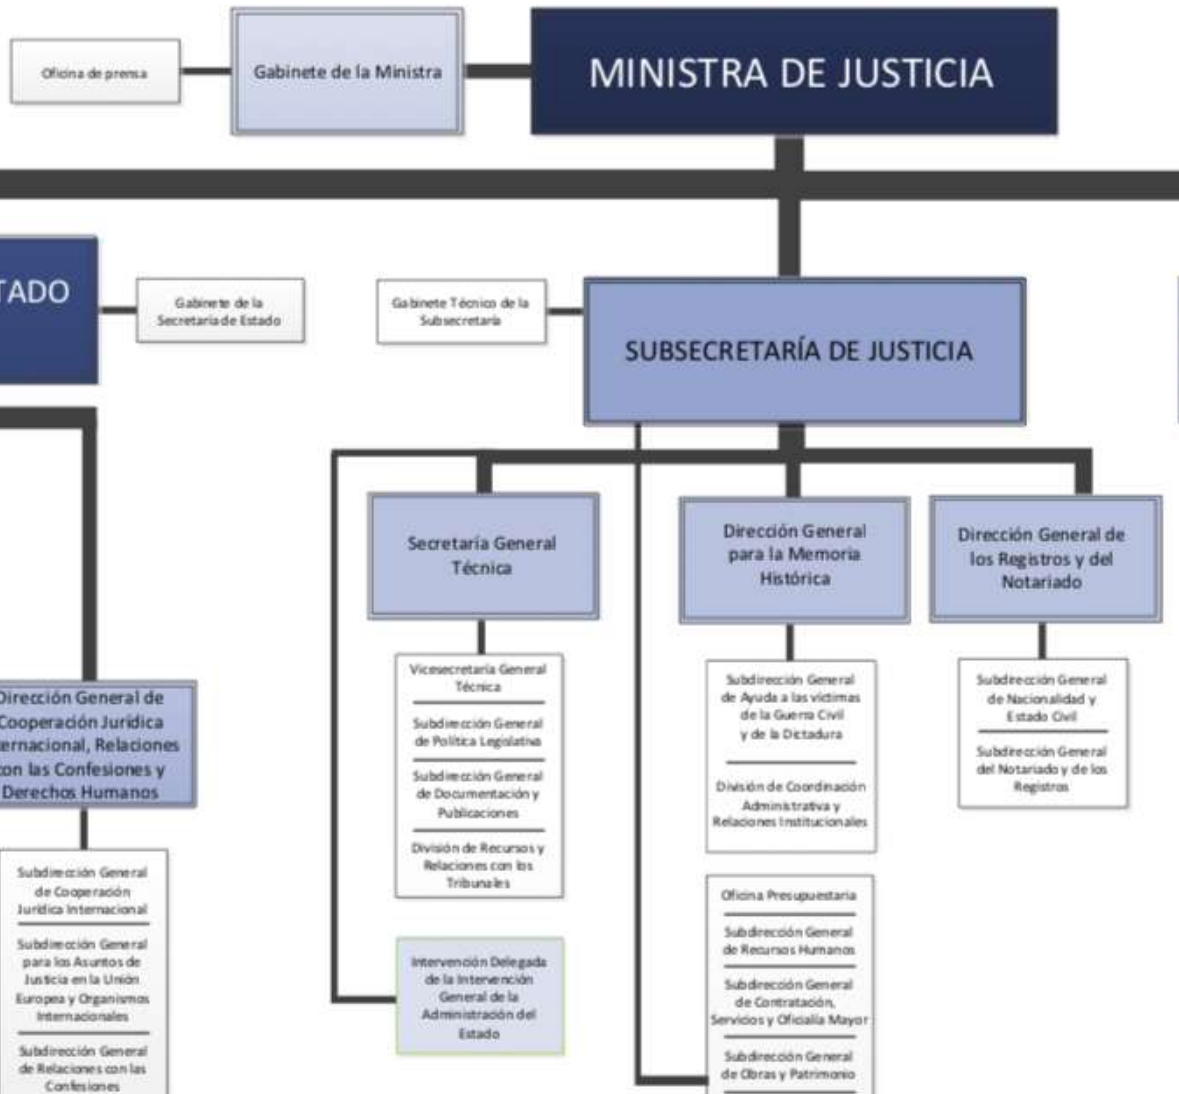 Oficina de prensa
Gabinete de la Ministra
MINISTRA DE JUSTICIA
TADO
Gabinete de la
Secretaria de Estado
Gabinete Técnico de la
Subsecretaría
SUBSECRETARÍA DE JUSTICIA
Secretaría General
Técnica
Dirección General
para la Memoria
Histórica
Dirección General de
los Registros y del
Notariado
Vicesecretaría General
Técnica
Subdirección General
de Política Legislativa
Subdirección General
de Documentación y
Publicaciones
División de Recursos y
Relaciones con los
Tribunales
Subdirección General
de Ayuda a las víctimas
de la Guerra Civil
y de la Dictadura
División de Coordinación
Administrativa y
Relaciones Institucionales
Subdirección General
de Nacionalidad y
Estado Civil
Subdirección General
del Notariado y de los
Registros
Dirección General de
Cooperación Jurídica
ternacional, Relaciones
con las Confesiones y
Derechos Humanos
Subdirección General
de Cooperación
Jurídica Internacional
Subdirección General
para los Asuntos de
Justicia en la Unión
Europea y Organismos
Internacionales
Subdirección General
de Relaciones con las
Confesiones
Intervención Delegada
de la Intervención
General de la
Administración del
Estado
Oficina Presupuestaria
Subdirección General
de Recursos Humanos
Subdirección General
de Contratación,
Servicios y Oficialía Mayor
Subdirección General
de Obras y Patrimonio